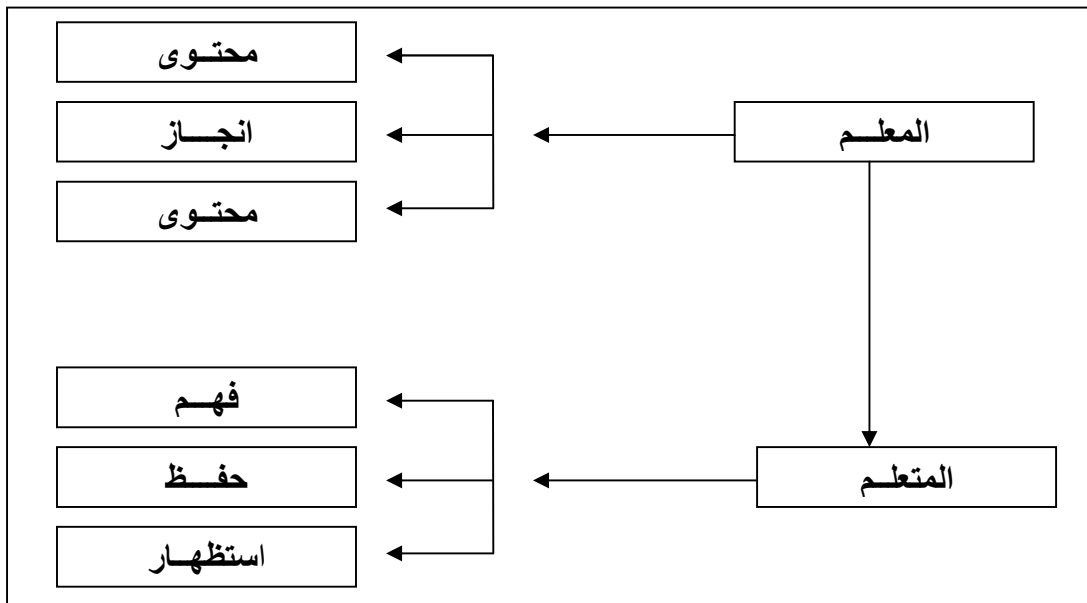 محتوى
انجاز
المعلم
محتوى
فهم
حفظ
المتعلم
استظهار